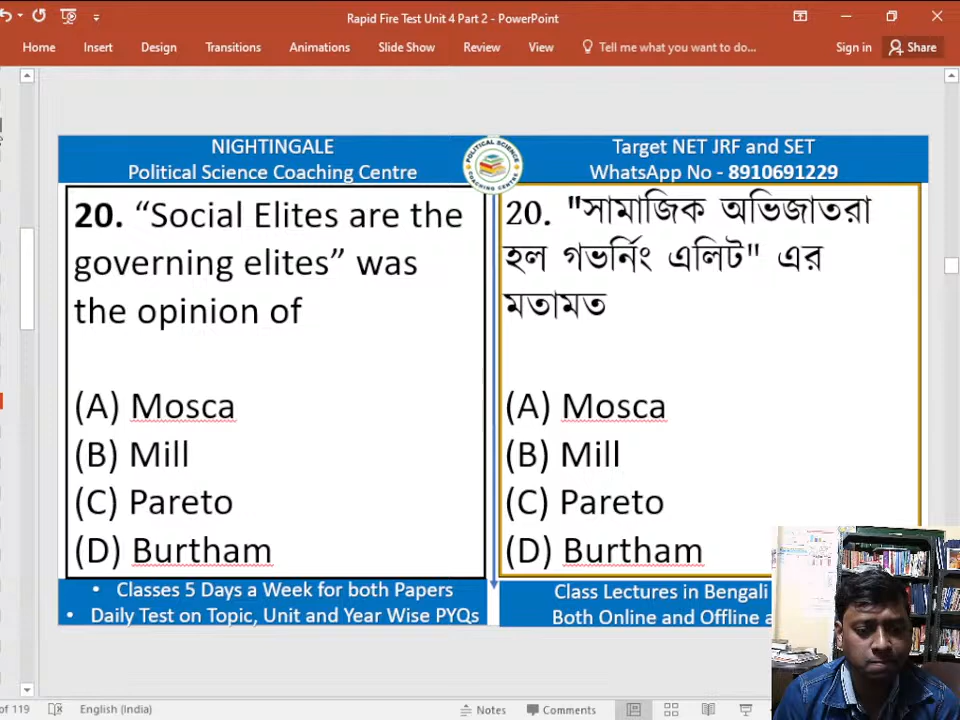 Rapid Fire Test Unit 4 Part 2 - PowerPoint
Home Insert Design Transitions Animations Slide Show Review View Tell me what you want to do... Sign in Share
NIGHTINGALE
Political Science Coaching Centre
POLITICAL SCIENCE
COACHING CENTRE
Target NET JRF and SET
WhatsApp No - 8910691229
20. “Social Elites are the
governing elites” was
the opinion of
(A) Mosca
(B) Mill
(C) Pareto
(D) Burtham
20. "সামাজিক অভিজাতরা
হল গভর্নিং এলিট" এর
মতামত
(A) Mosca
(B) Mill
(C) Pareto
(D) Burtham
• Classes 5 Days a Week for both Papers
• Daily Test on Topic, Unit and Year Wise PYQs
Class Lectures in Bengali
Both Online and Offline a
of 119 English (India) Notes Comments